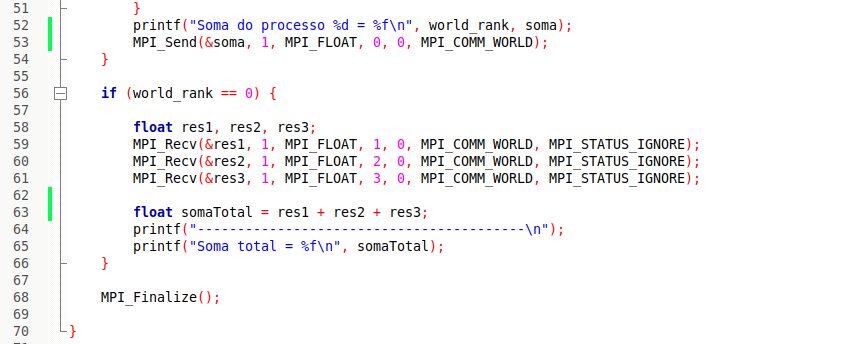 51 }
52 printf("Soma do processo %d = %f\n", world_rank, soma);
53 MPI_Send(&soma, 1, MPI_FLOAT, 0, 0, MPI_COMM_WORLD);
54 }
55
56 if (world_rank == 0) {
57
58 float res1, res2, res3;
59 MPI_Recv(&res1, 1, MPI_FLOAT, 1, 0, MPI_COMM_WORLD, MPI_STATUS_IGNORE);
60 MPI_Recv(&res2, 1, MPI_FLOAT, 2, 0, MPI_COMM_WORLD, MPI_STATUS_IGNORE);
61 MPI_Recv(&res3, 1, MPI_FLOAT, 3, 0, MPI_COMM_WORLD, MPI_STATUS_IGNORE);
62
63 float somaTotal = res1 + res2 + res3;
64 printf("-----------------------------------------\n");
65 printf("Soma total = %f\n", somaTotal);
66 }
67
68 MPI_Finalize();
69
70 }